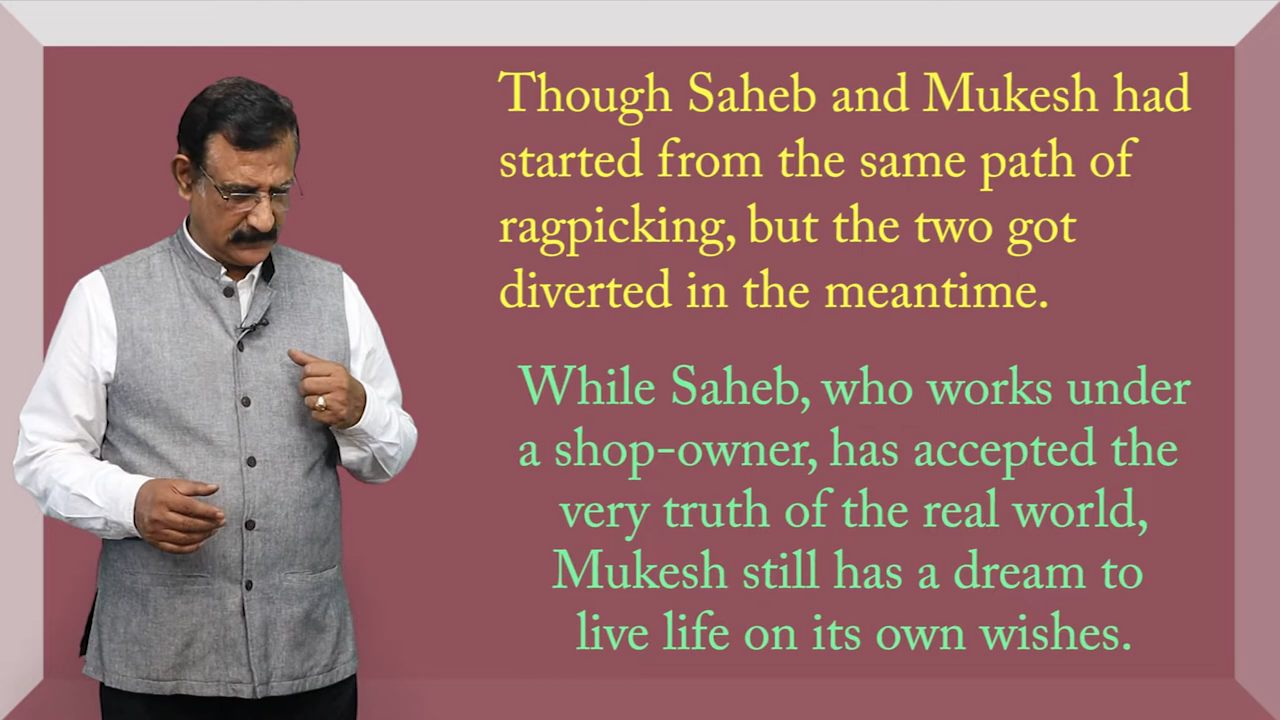 Though Saheb and Mukesh had
started from the same path of
ragpicking, but the two got
diverted in the meantime.
While Saheb, who works under
a shop-owner, has accepted the
very truth of the real world,
Mukesh still has a dream to
live life on its own wishes.